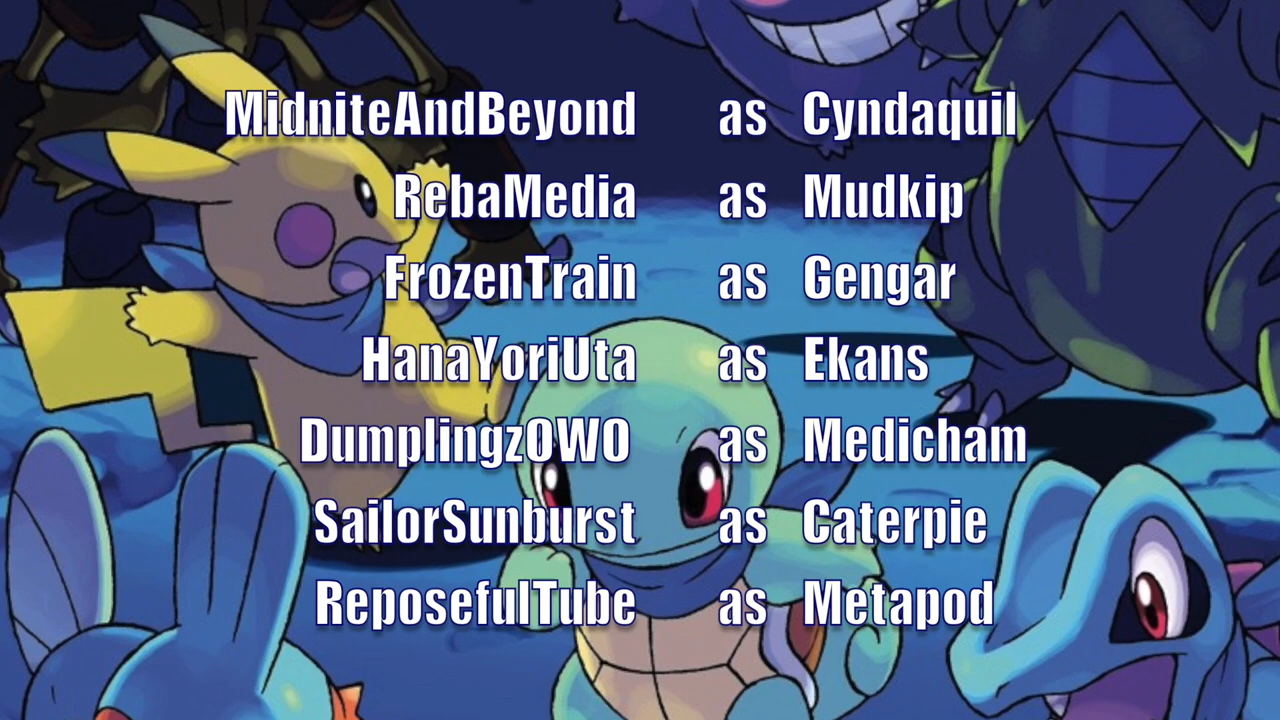 MidniteAndBeyond as Cyndaquil
RebaMedia as Mudkip
FrozenTrain as Gengar
HanaYoriUta as Ekans
DumplingzOWO as Medicham
SailorSunburst as Caterpie
ReposefulTube as Metapod